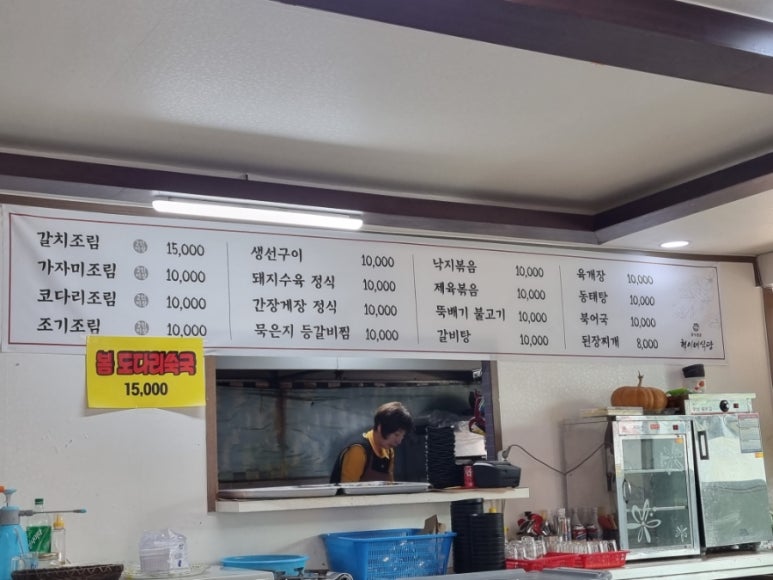 갈치조림 15,000
가자미조림 10,000
코다리조림 10,000
조기조림 10,000
생선구이 10,000
돼지수육 정식 10,000
간장게장 정식 10,000
묵은지 등갈비찜 10,000
낙지볶음 10,000
제육볶음 10,000
뚝배기 불고기 10,000
갈비탕 10,000
육개장 10,000
동태탕 10,000
북어국 10,000
된장찌개 8,000
봄 도다리쑥국
15,000